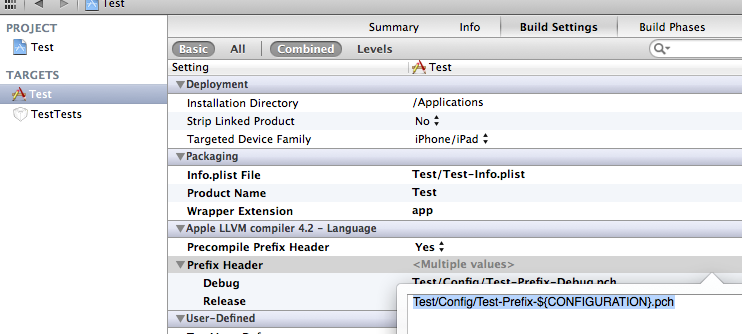 Test
PROJECT
Test
TARGETS
Test
TestTests
Summary Info Build Settings Build Phases
Basic All Combined Levels
Setting Test
Deployment
Installation Directory /Applications
Strip Linked Product No
Targeted Device Family iPhone/iPad
Packaging
Info.plist File Test/Test-Info.plist
Product Name Test
Wrapper Extension app
Apple LLVM compiler 4.2 - Language
Precompile Prefix Header Yes
Prefix Header <Multiple values>
Debug Test/Config/Test-Prefix-Debug.pch
Release
Test/Config/Test-Prefix-${CONFIGURATION}.pch
User-Defined